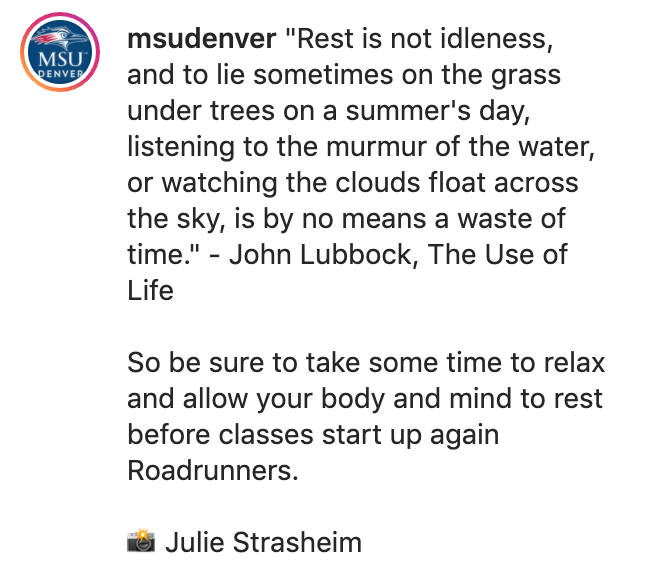 MSU
DENVER
msudenver "Rest is not idleness,
and to lie sometimes on the grass
under trees on a summer's day,
listening to the murmur of the water,
or watching the clouds float across
the sky, is by no means a waste of
time." - John Lubbock, The Use of
Life
So be sure to take some time to relax
and allow your body and mind to rest
before classes start up again
Roadrunners.
📸 Julie Strasheim